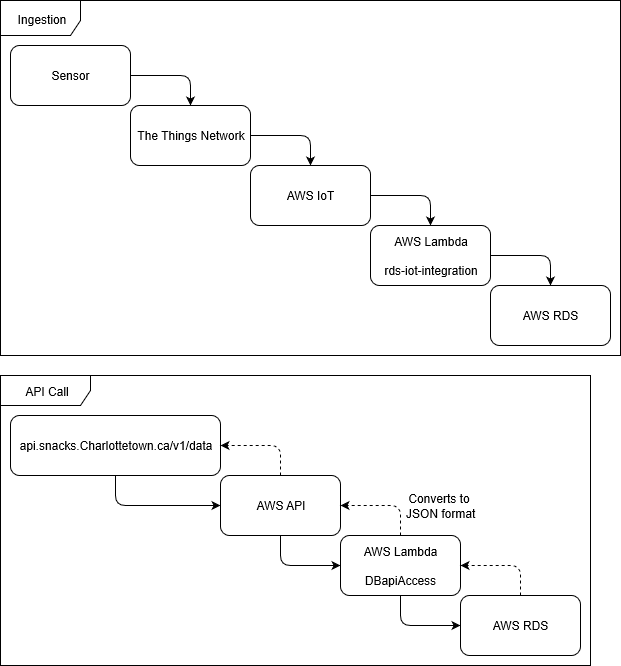 Ingestion
Sensor
The Things Network
AWS IoT
AWS Lambda
rds-iot-integration
AWS RDS
API Call
api.snacks.Charlottetown.ca/v1/data
AWS API
Converts to
JSON format
AWS Lambda
DBapiAccess
AWS RDS